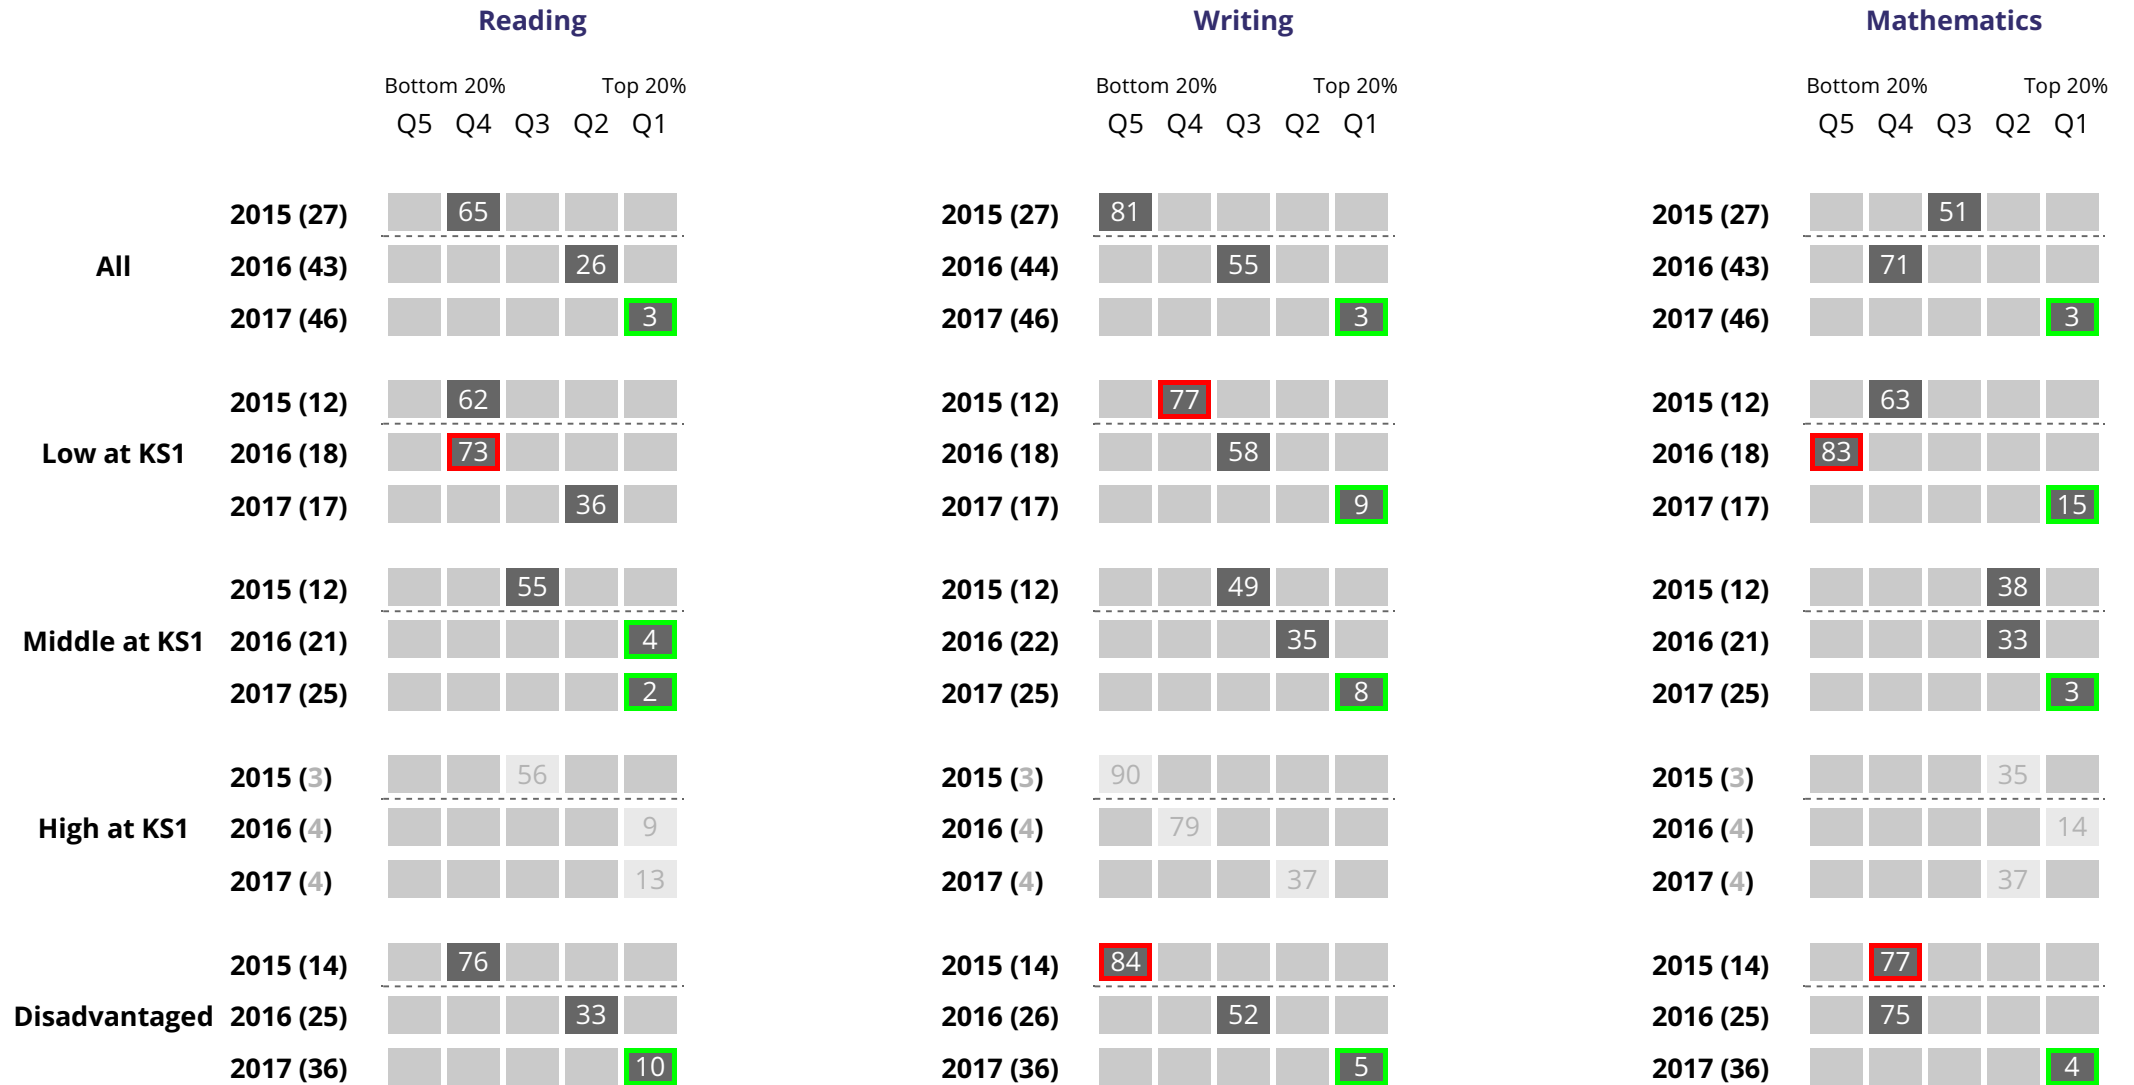 Reading Writing Mathematics
Bottom 20% Top 20% Bottom 20% Top 20% Bottom 20% Top 20%
Q5 Q4 Q3 Q2 Q1 Q5 Q4 Q3 Q2 Q1 Q5 Q4 Q3 Q2 Q1
2015 (27) 65 2015 (27) 81 2015 (27) 51
All 2016 (43) 26 2016 (44) 55 2016 (43) 71
2017 (46) 3 2017 (46) 3 2017 (46) 3
2015 (12) 62 2015 (12) 77 2015 (12) 63
Low at KS1 2016 (18) 73 2016 (18) 58 2016 (18) 83
2017 (17) 36 2017 (17) 9 2017 (17) 15
2015 (12) 55 2015 (12) 49 2015 (12) 38
Middle at KS1 2016 (21) 4 2016 (22) 35 2016 (21) 33
2017 (25) 2 2017 (25) 8 2017 (25) 3
2015 (3) 56 2015 (3) 90 2015 (3) 35
High at KS1 2016 (4) 9 2016 (4) 79 2016 (4) 14
2017 (4) 13 2017 (4) 37 2017 (4) 37
2015 (14) 76 2015 (14) 84 2015 (14) 77
Disadvantaged 2016 (25) 33 2016 (26) 52 2016 (25) 75
2017 (36) 10 2017 (36) 5 2017 (36) 4